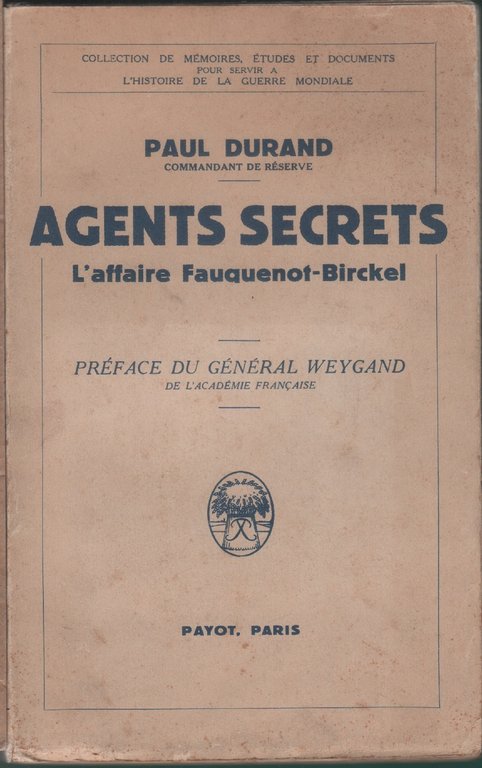 COLLECTION DE MÉMOIRES, ÉTUDES ET DOCUMENTS
POUR SERVIR A
L'HISTOIRE DE LA GUERRE MONDIALE
PAUL DURAND
COMMANDANT DE RÉSERVE
AGENTS SECRETS
L'affaire Fauquenot-Birckel
PRÉFACE DU GÉNÉRAL WEYGAND
DE L'ACADÉMIE FRANÇAISE
PAYOT, PARIS